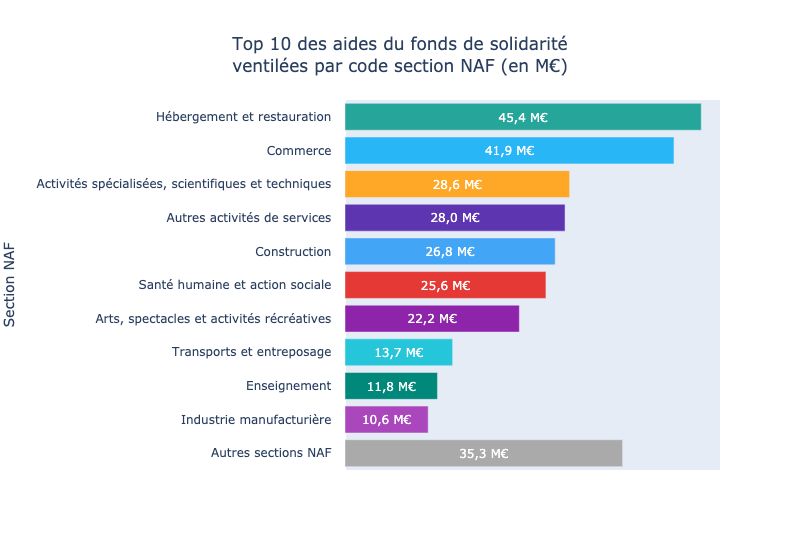 Top 10 des aides du fonds de solidarité
ventilées par code section NAF (en M€)
Section NAF
Hébergement et restauration 45,4 M€
Commerce 41,9 M€
Activités spécialisées, scientifiques et techniques 28,6 M€
Autres activités de services 28,0 M€
Construction 26,8 M€
Santé humaine et action sociale 25,6 M€
Arts, spectacles et activités récréatives 22,2 M€
Transports et entreposage 13,7 M€
Enseignement 11,8 M€
Industrie manufacturière 10,6 M€
Autres sections NAF 35,3 M€